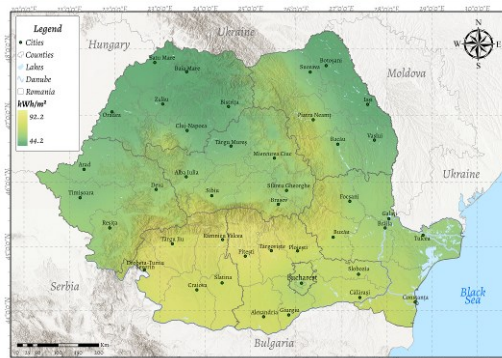 Legend
Cities
Counties
Lakes
Danube
Romania
kWh/m²
92.2
44.2
Ukraine
Hungary
Moldova
Ukraine
Serbia
Bulgaria
Black
Sea
N
W
E
S
Satu Mare
Baia Mare
Suceava
Botoșani
Zalău
Bistrița
Iași
Oradea
Piatra Neamț
Cluj Napoca
Târgu Mureș
Bacău
Vaslui
Miercurea Ciuc
Arad
Alba Iulia
Deva
Timișoara
Sibiu
Sfântu Gheorghe
Brașov
Focșani
Galați
Reșița
Brăila
Tulcea
Buzău
Târgu Jiu
Râmnicu Vâlcea
Pitești
Târgoviște
Ploiești
Drobeta-Turnu
Severin
Slobozia
București
Slatina
Craiova
Călărași
Constanța
Giurgiu
Alexandria
Km